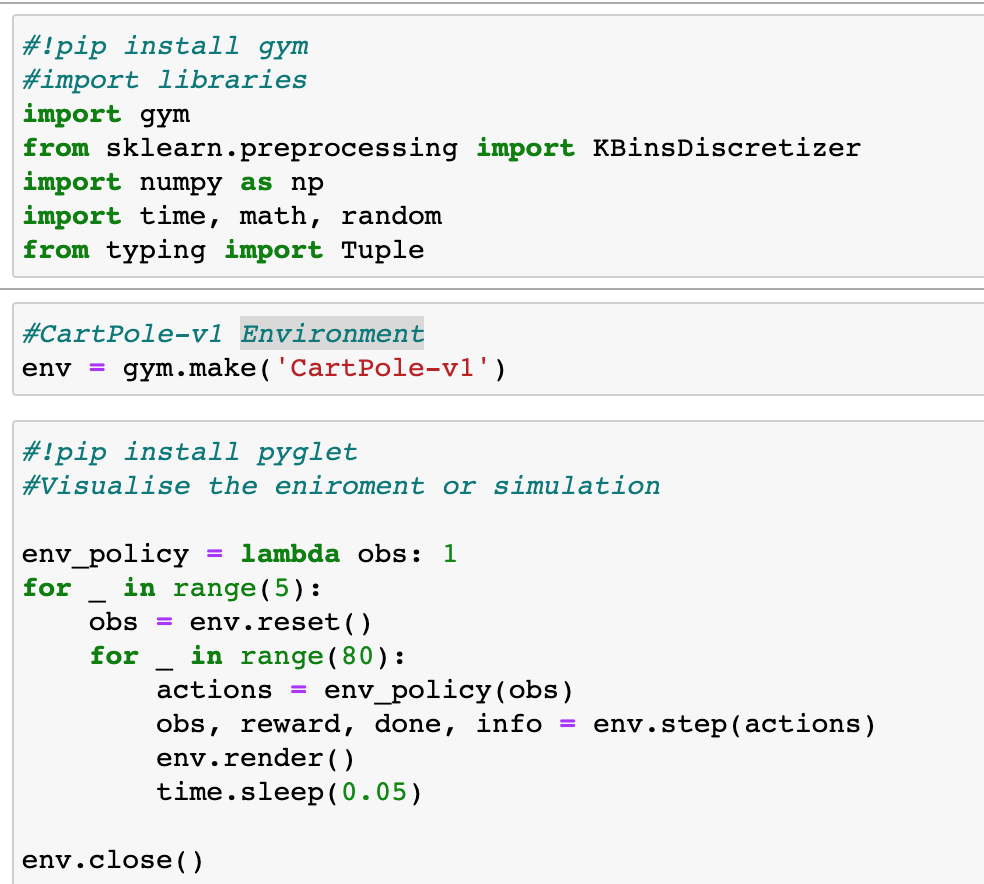 #!pip install gym
#import libraries
import gym
from sklearn.preprocessing import KBinsDiscretizer
import numpy as np
import time, math, random
from typing import Tuple
#CartPole-v1 Environment
env = gym.make('CartPole-v1')
#!pip install pyglet
#Visualise the eniroment or simulation
env_policy = lambda obs: 1
for _ in range(5):
    obs = env.reset()
    for _ in range(80):
        actions = env_policy(obs)
        obs, reward, done, info = env.step(actions)
        env.render()
        time.sleep(0.05)
env.close()